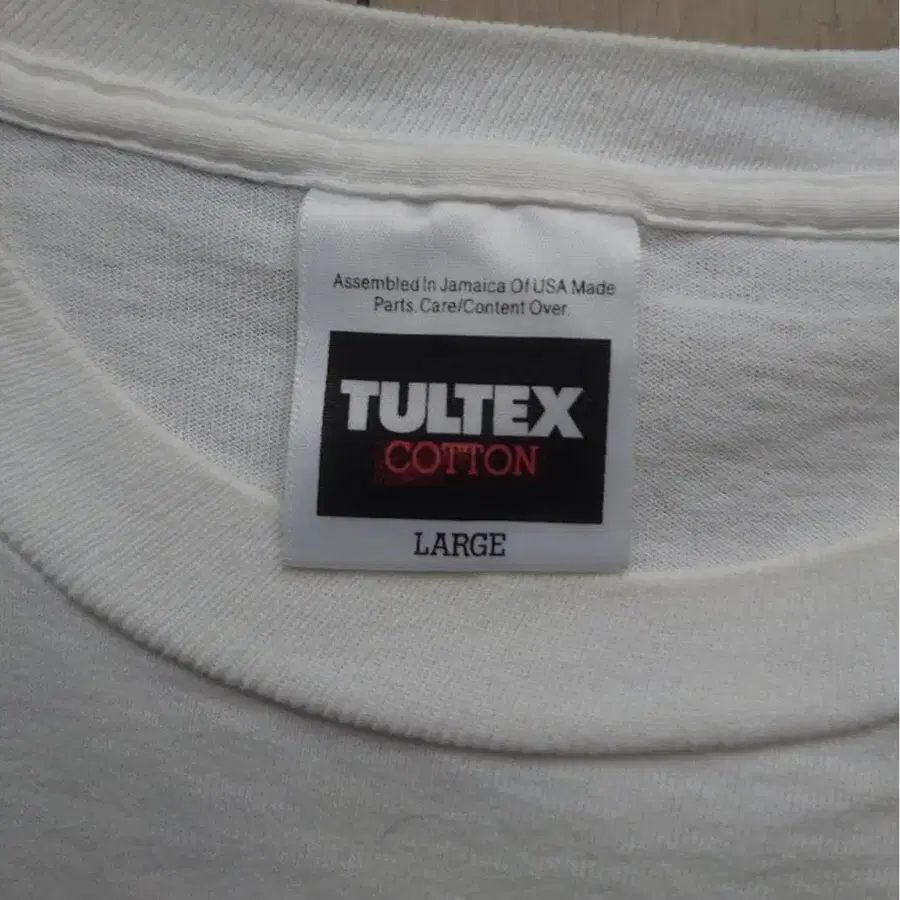 Assembled In Jamaica Of USA Made
Parts. Care/Content Over
TULTEX
COTTON
LARGE